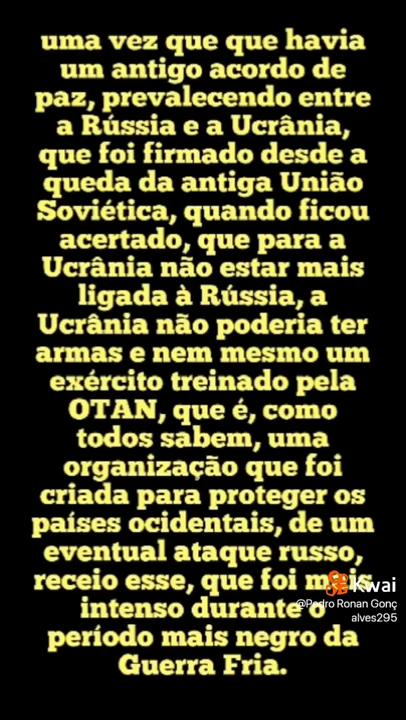 uma vez que que havia
um antigo acordo de
paz, prevalecendo entre
a Rússia e a Ucrânia,
que foi firmado desde a
queda da antiga União
Soviética, quando ficou
acertado, que para a
Ucrânia não estar mais
ligada à Rússia, a
Ucrânia não poderia ter
armas e nem mesmo um
exército treinado pela
OTAN, que é, como
todos sabem, uma
organização que foi
criada para proteger os
países ocidentais, de um
eventual ataque russo,
receio esse, que foi mais
Kwai
intenso durante o
@Pedro Ronan Gonç
alves295
período mais negro da
Guerra Fria.